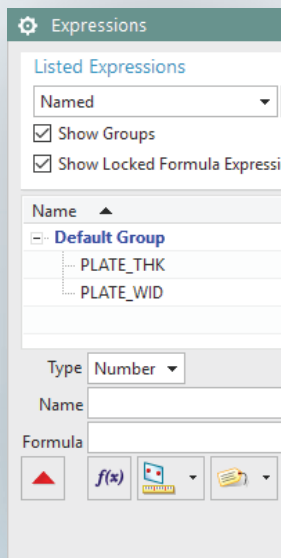 Expressions
Listed Expressions
Named
Show Groups
Show Locked Formula Expressi
Name
Default Group
PLATE_THK
PLATE_WID
Type Number
Name
Formula
f(x)